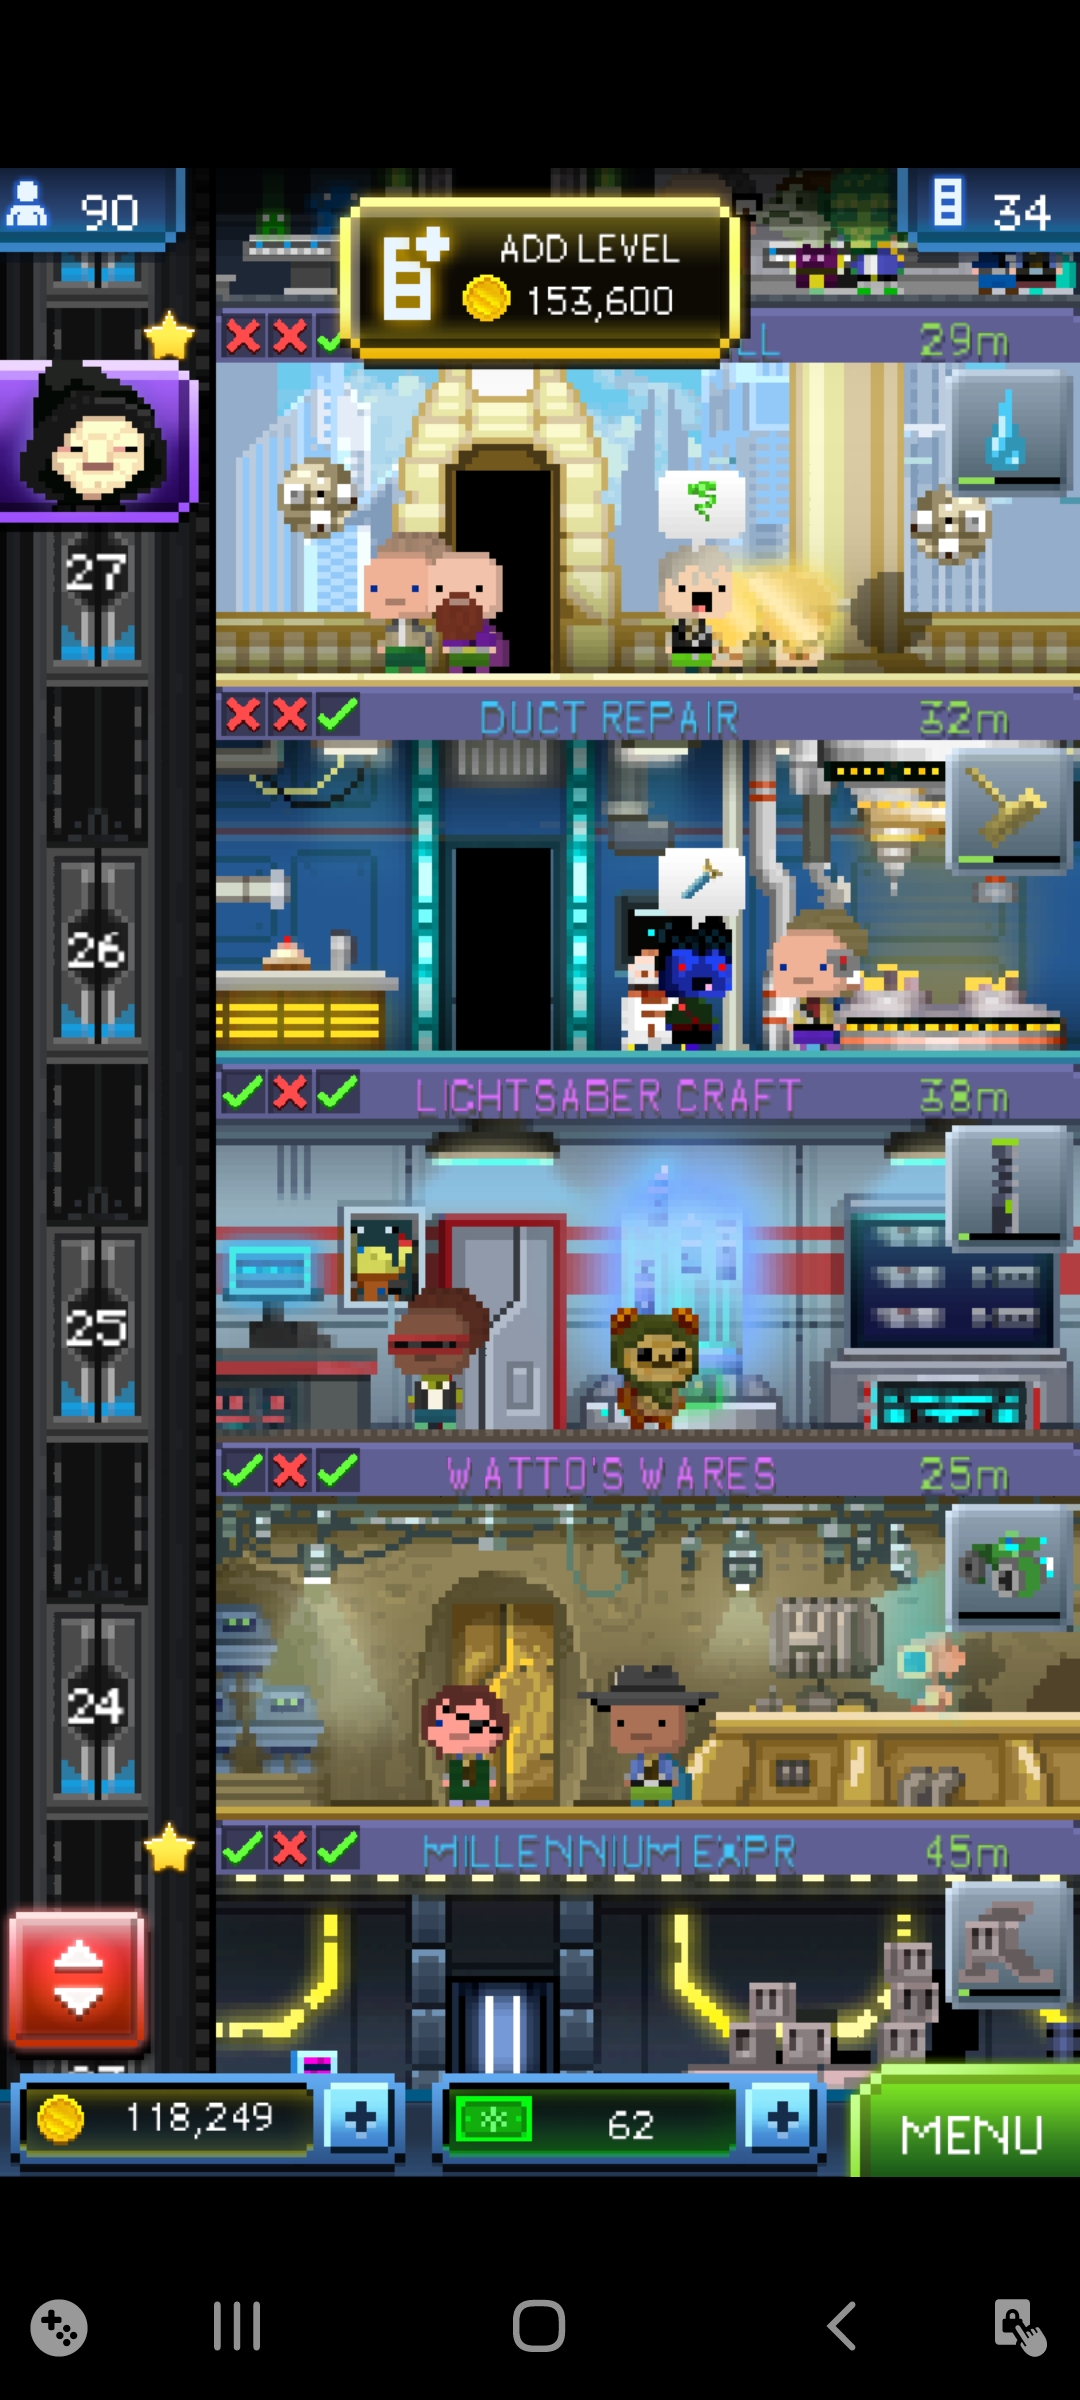 90
34
ADD LEVEL
153,600
LL 29m
27
DUCT REPAIR 32m
26
LIGHTSABER CRAFT 38m
25
WATTO'S WARES 25m
24
MILLENNIUM EXPR 45m
118,249
62
MENU